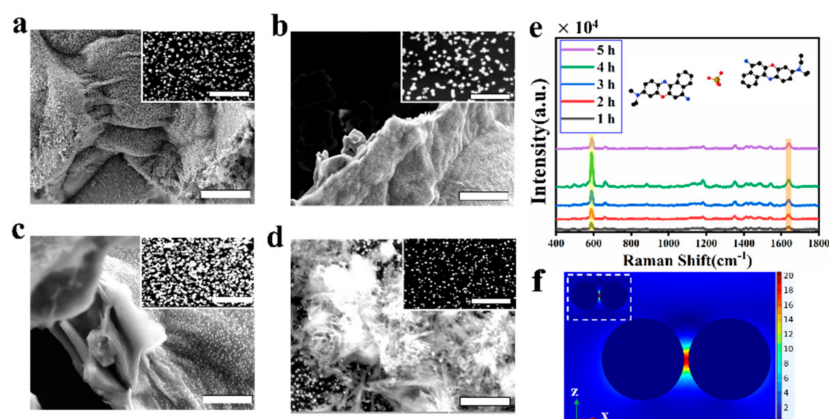 a
b
c
d
e
× 10⁴
5 h
4 h
3 h
2 h
1 h
Intensity(a.u.)
400 600 800 1000 1200 1400 1600 1800
Raman Shift(cm⁻¹)
f
20
18
16
14
12
10
8
6
4
2
z
x